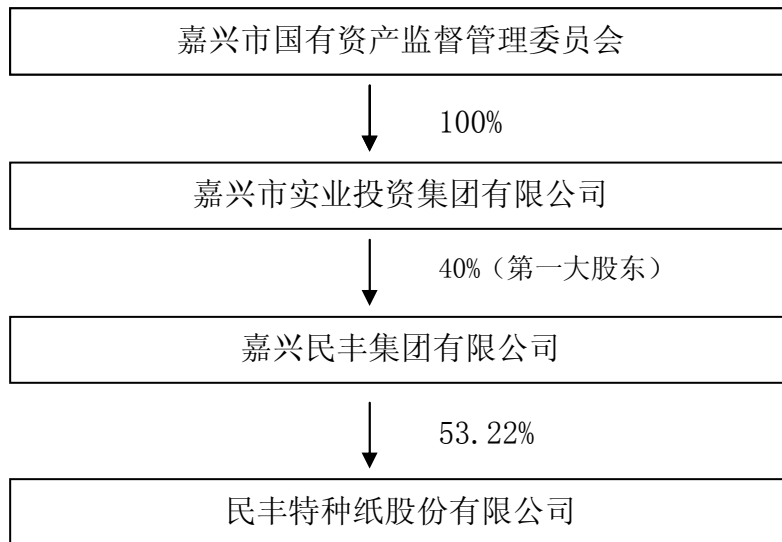 嘉兴市国有资产监督管理委员会
100%
嘉兴市实业投资集团有限公司
40%（第一大股东）
嘉兴民丰集团有限公司
53.22%
民丰特种纸股份有限公司